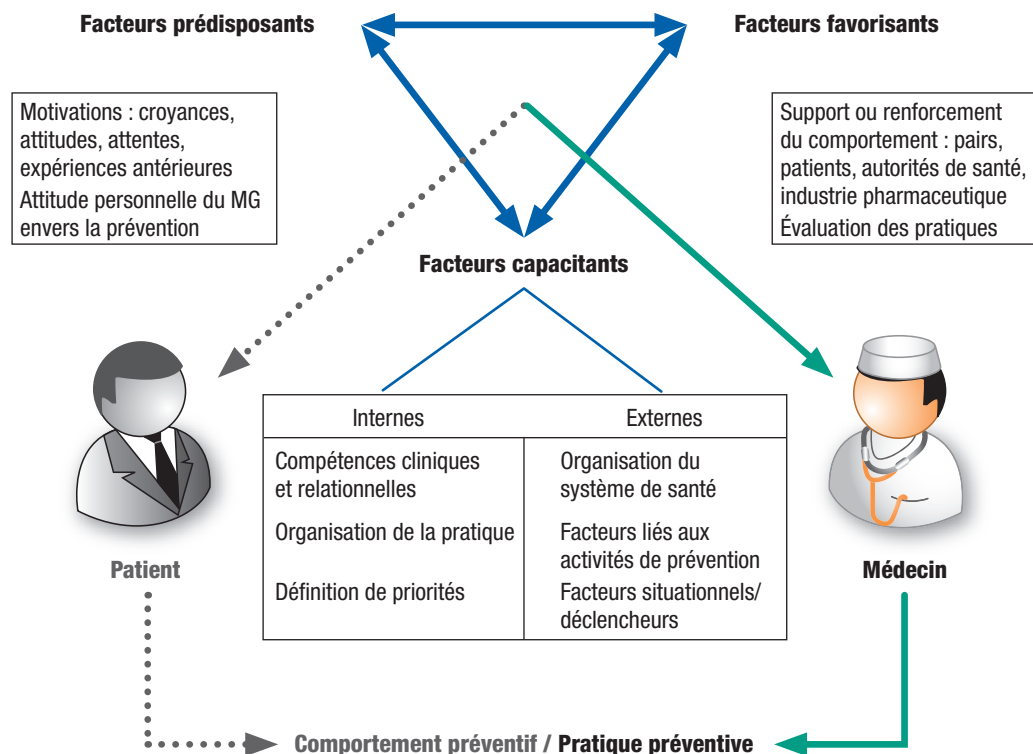 Facteurs prédisposants
Facteurs favorisants
Motivations : croyances,
attitudes, attentes,
expériences antérieures
Attitude personnelle du MG
envers la prévention
Support ou renforcement
du comportement : pairs,
patients, autorités de santé,
industrie pharmaceutique
Évaluation des pratiques
Facteurs capacitants
Internes
Externes
Compétences cliniques
et relationnelles
Organisation du
système de santé
Organisation de la pratique
Facteurs liés aux
activités de prévention
Définition de priorités
Facteurs situationnels/
déclencheurs
Patient
Médecin
Comportement préventif / Pratique préventive